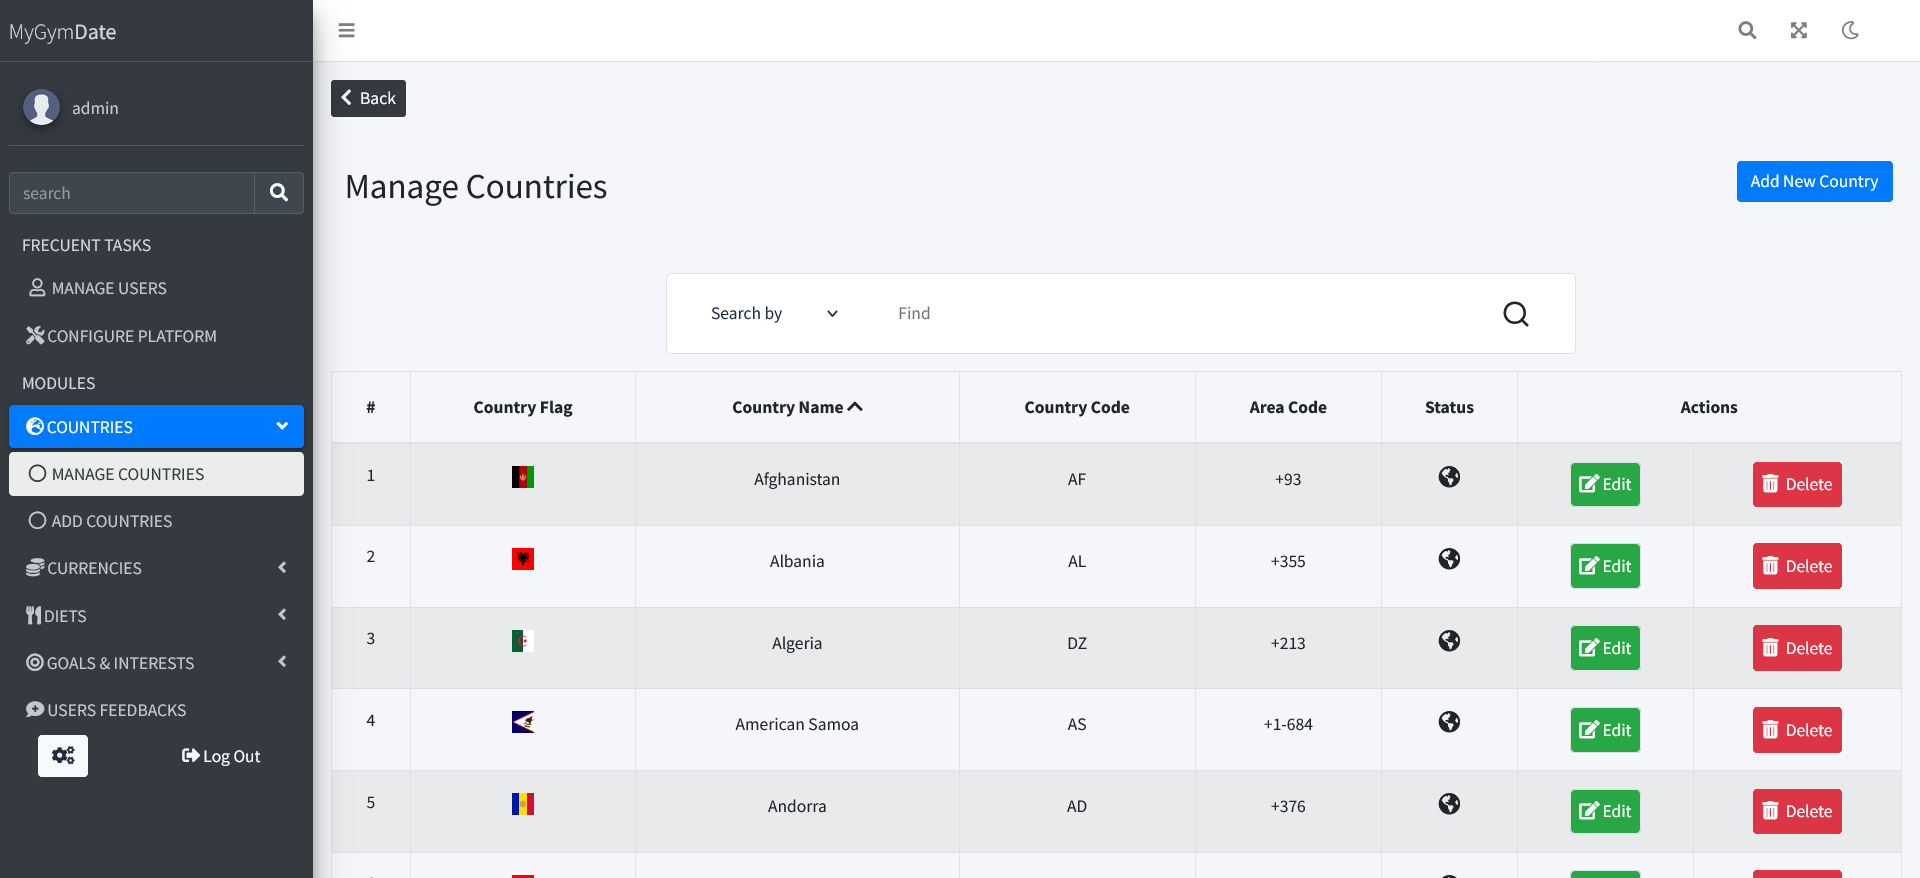 MyGymDate
admin
search
FRECUENT TASKS
MANAGE USERS
CONFIGURE PLATFORM
MODULES
COUNTRIES
MANAGE COUNTRIES
ADD COUNTRIES
CURRENCIES
DIETS
GOALS & INTERESTS
USERS FEEDBACKS
Log Out
Back
Manage Countries
Add New Country
Search by Find
# Country Flag Country Name Country Code Area Code Status Actions
1 Afghanistan AF +93 Edit Delete
2 Albania AL +355 Edit Delete
3 Algeria DZ +213 Edit Delete
4 American Samoa AS +1-684 Edit Delete
5 Andorra AD +376 Edit Delete